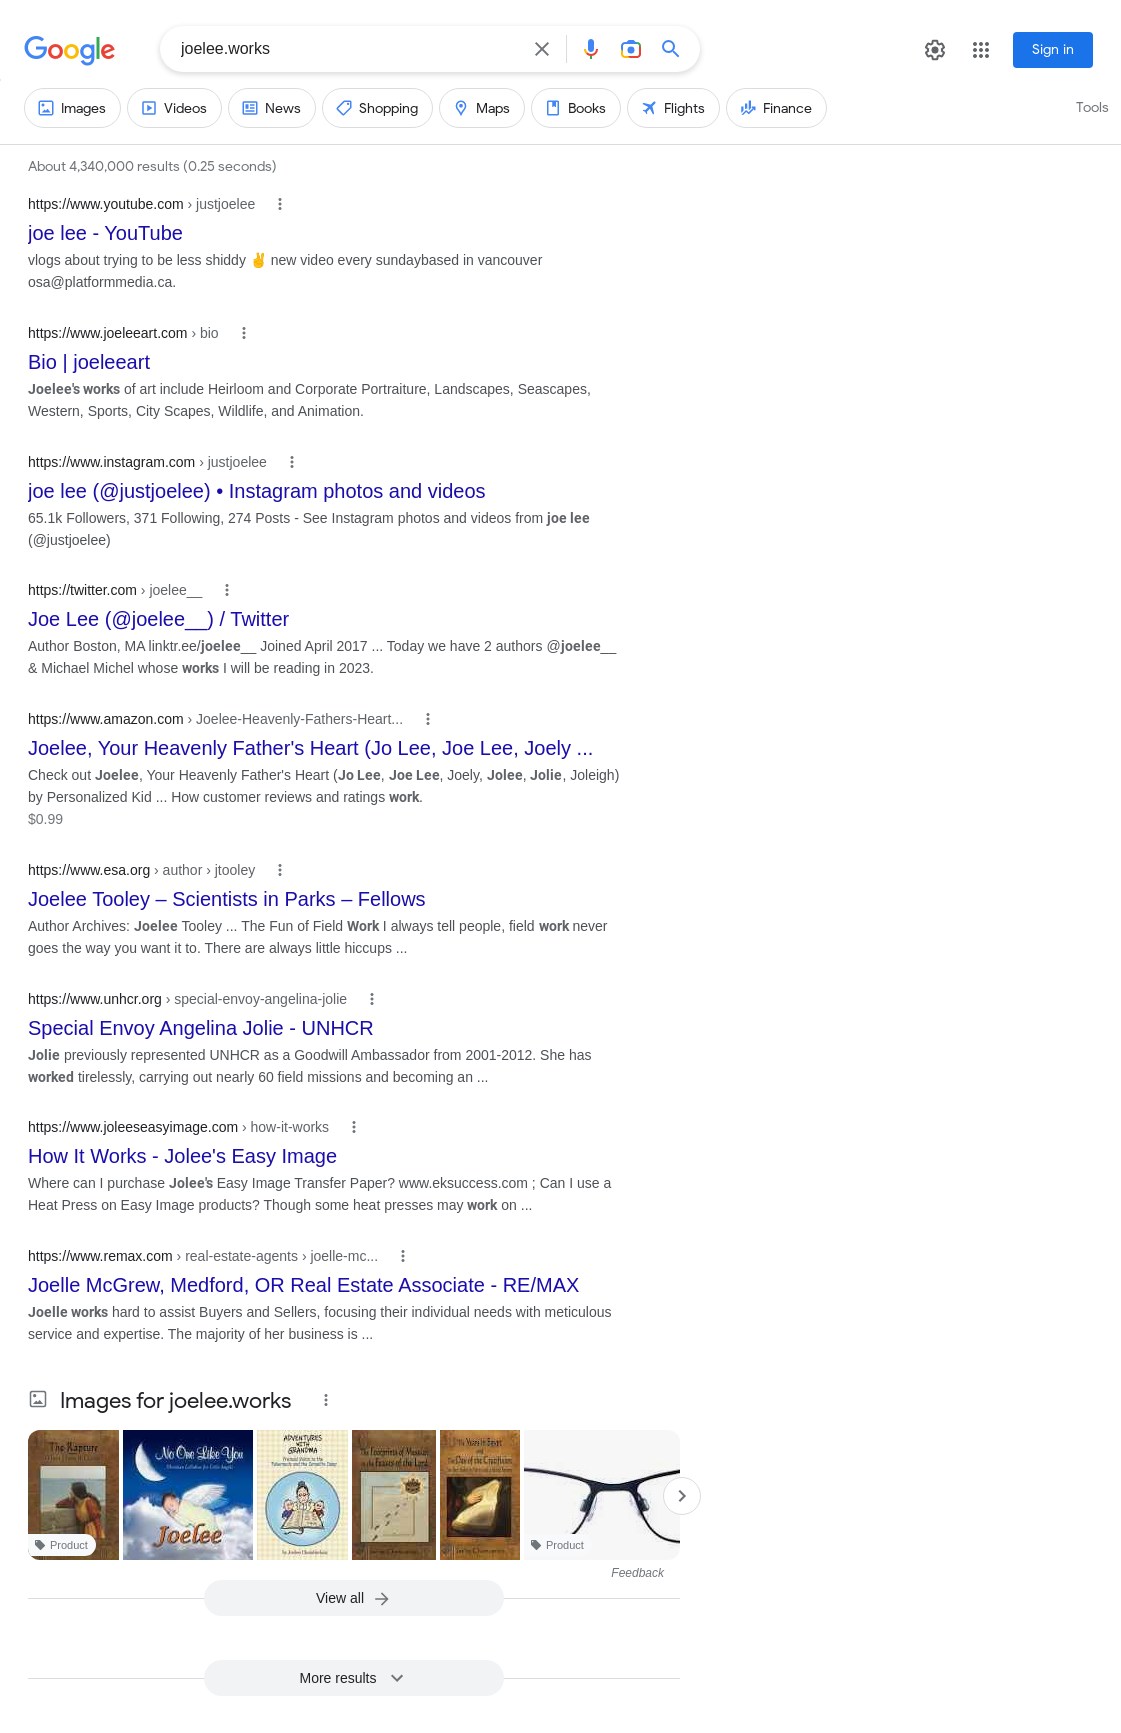 Google
joelee.works
Sign in
Images
Videos
News
Shopping
Maps
Books
Flights
Finance
Tools
About 4,340,000 results (0.25 seconds)
https://www.youtube.com › justjoelee
joe lee - YouTube
vlogs about trying to be less shiddy ✌ new video every sundaybased in vancouver
osa@platformmedia.ca.
https://www.joeleeart.com › bio
Bio | joeleeart
Joelee's works of art include Heirloom and Corporate Portraiture, Landscapes, Seascapes,
Western, Sports, City Scapes, Wildlife, and Animation.
https://www.instagram.com › justjoelee
joe lee (@justjoelee) • Instagram photos and videos
65.1k Followers, 371 Following, 274 Posts - See Instagram photos and videos from joe lee
(@justjoelee)
https://twitter.com › joelee__
Joe Lee (@joelee__) / Twitter
Author Boston, MA linktr.ee/joelee__ Joined April 2017 ... Today we have 2 authors @joelee__
& Michael Michel whose works I will be reading in 2023.
https://www.amazon.com › Joelee-Heavenly-Fathers-Heart...
Joelee, Your Heavenly Father's Heart (Jo Lee, Joe Lee, Joely ...
Check out Joelee, Your Heavenly Father's Heart (Jo Lee, Joe Lee, Joely, Jolee, Jolie, Joleigh)
by Personalized Kid ... How customer reviews and ratings work.
$0.99
https://www.esa.org › author › jtooley
Joelee Tooley – Scientists in Parks – Fellows
Author Archives: Joelee Tooley ... The Fun of Field Work I always tell people, field work never
goes the way you want it to. There are always little hiccups ...
https://www.unhcr.org › special-envoy-angelina-jolie
Special Envoy Angelina Jolie - UNHCR
Jolie previously represented UNHCR as a Goodwill Ambassador from 2001-2012. She has
worked tirelessly, carrying out nearly 60 field missions and becoming an ...
https://www.joleeseasyimage.com › how-it-works
How It Works - Jolee's Easy Image
Where can I purchase Jolee's Easy Image Transfer Paper? www.eksuccess.com ; Can I use a
Heat Press on Easy Image products? Though some heat presses may work on ...
https://www.remax.com › real-estate-agents › joelle-mc...
Joelle McGrew, Medford, OR Real Estate Associate - RE/MAX
Joelle works hard to assist Buyers and Sellers, focusing their individual needs with meticulous
service and expertise. The majority of her business is ...
Images for joelee.works
The Rapture
No One Like You
Christian Lullabies for Little Angels
Joelee
ADVENTURES
WITH
GRANDMA
The Footprints of Messiah
in the Feasts of the Lord
The Day of the Crucifixion
Product
Product
Feedback
View all
More results